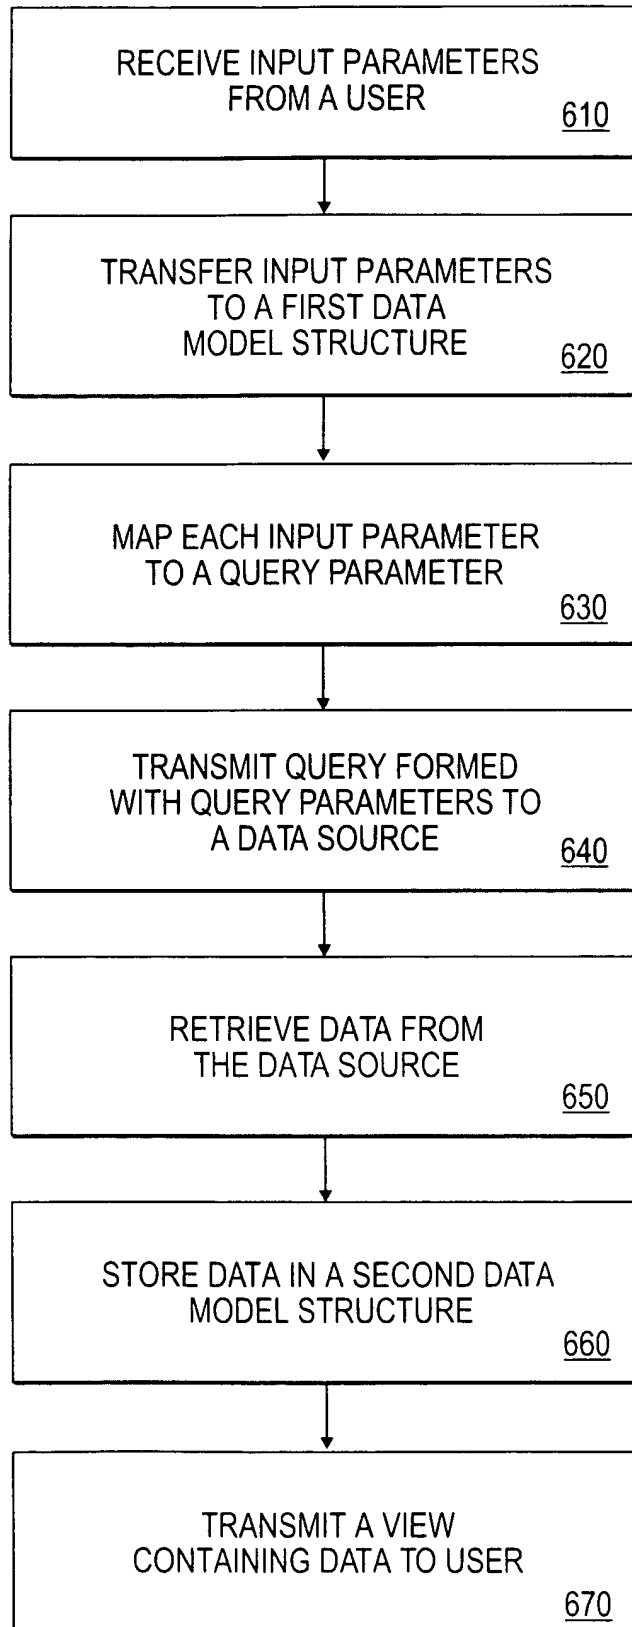 RECEIVE INPUT PARAMETERS
FROM A USER
610
TRANSFER INPUT PARAMETERS
TO A FIRST DATA
MODEL STRUCTURE
620
MAP EACH INPUT PARAMETER
TO A QUERY PARAMETER
630
TRANSMIT QUERY FORMED
WITH QUERY PARAMETERS TO
A DATA SOURCE
640
RETRIEVE DATA FROM
THE DATA SOURCE
650
STORE DATA IN A SECOND DATA
MODEL STRUCTURE
660
TRANSMIT A VIEW
CONTAINING DATA TO USER
670